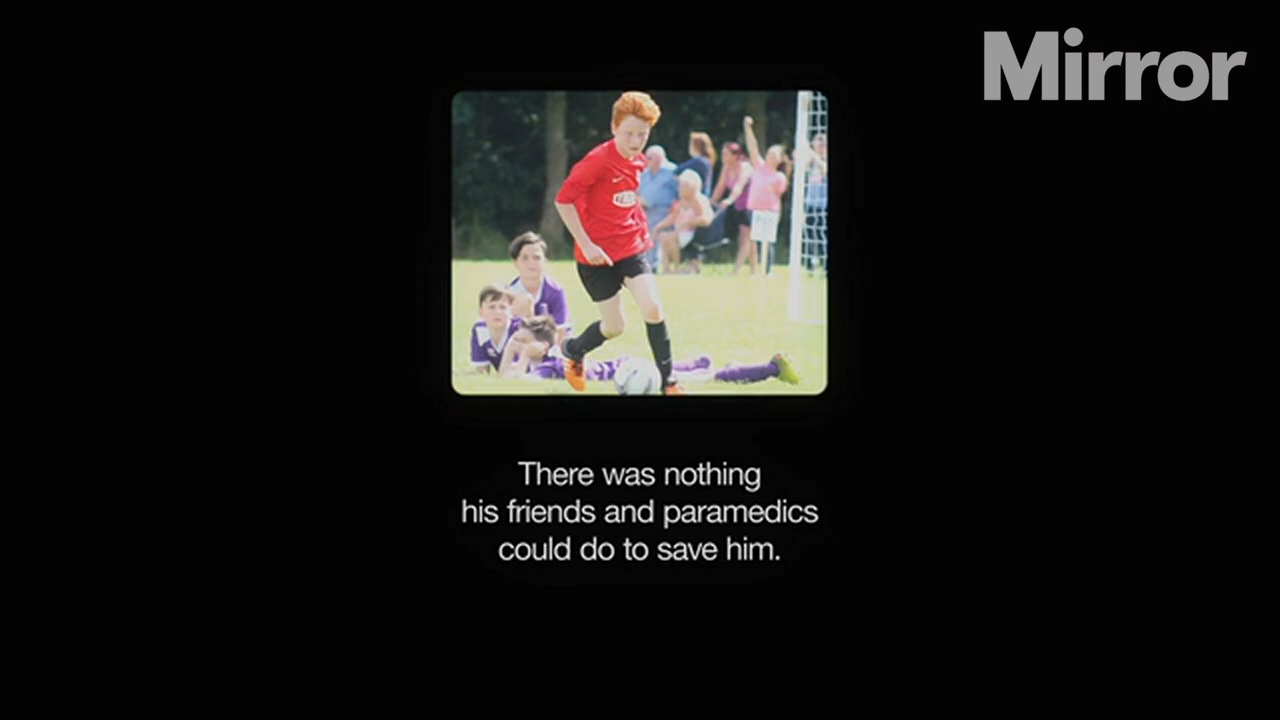 Mirror
There was nothing
his friends and paramedics
could do to save him.